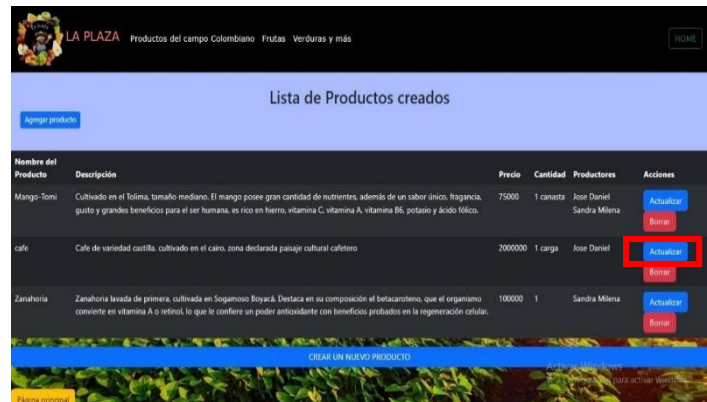 LA PLAZA Productos del campo Colombiano Frutas Verduras y más HOME
Lista de Productos creados
Agregar producto
Nombre del Producto Descripción Precio Cantidad Productores Acciones
Mango-Tomi Cultivado en el Tolima, tamaño mediano. El mango posee gran cantidad de nutrientes, además de un sabor único, fragancia, 75000 1 canasta Jose Daniel Actualizar
gusto y grandes beneficios para el ser humana, es rico en hierro, vitamina C, vitamina A, vitamina B6, potasio y ácido fólico. Sandra Milena
Borrar
cafe Cafe de variedad castilla. cultivado en el cairo, zona declarada paisaje cultural cafetero 2000000 1 carga Jose Daniel Actualizar
Borrar
Zanahoria Zanahoria lavada de primera, cultivada en Sogamoso Boyacá. Destaca en su composición el betacaroteno, que el organismo 100000 1 Sandra Milena Actualizar
convierte en vitamina A o retinol, lo que le confiere un poder antioxidante con beneficios probados en la regeneración celular.
Borrar
CREAR UN NUEVO PRODUCTO
Activar Windows
para activar Windows
Página principal